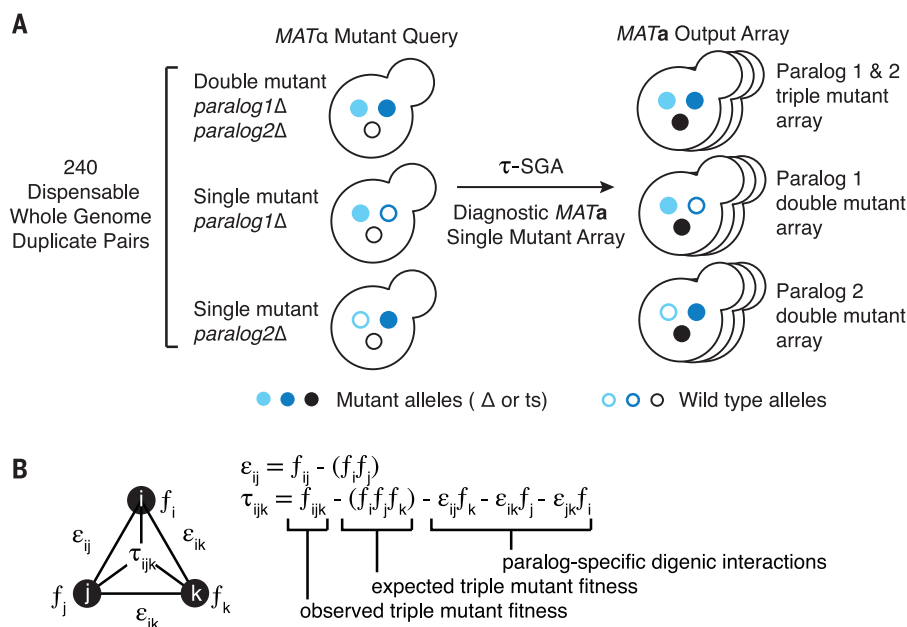 A
MATα Mutant Query
MATa Output Array
240
Dispensable
Whole Genome
Duplicate Pairs
Double mutant
paralog1Δ
paralog2Δ
Single mutant
paralog1Δ
Single mutant
paralog2Δ
τ-SGA
Diagnostic MATa
Single Mutant Array
Paralog 1 & 2
triple mutant
array
Paralog 1
double mutant
array
Paralog 2
double mutant
array
Mutant alleles ( Δ or ts)
Wild type alleles
B
i
fi
εij
εik
τijk
fj
j
k
fk
εik
εij = fij - (fifj)
τijk = fijk - (fifjfk) - εijfk - εikfj - εjkfi
paralog-specific digenic interactions
expected triple mutant fitness
observed triple mutant fitness